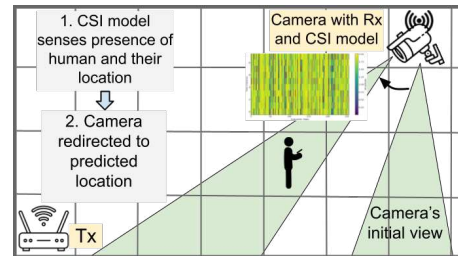 1. CSI model
senses presence of
human and their
location
2. Camera
redirected to
predicted
location
Tx
Camera with Rx
and CSI model
Camera's
initial view